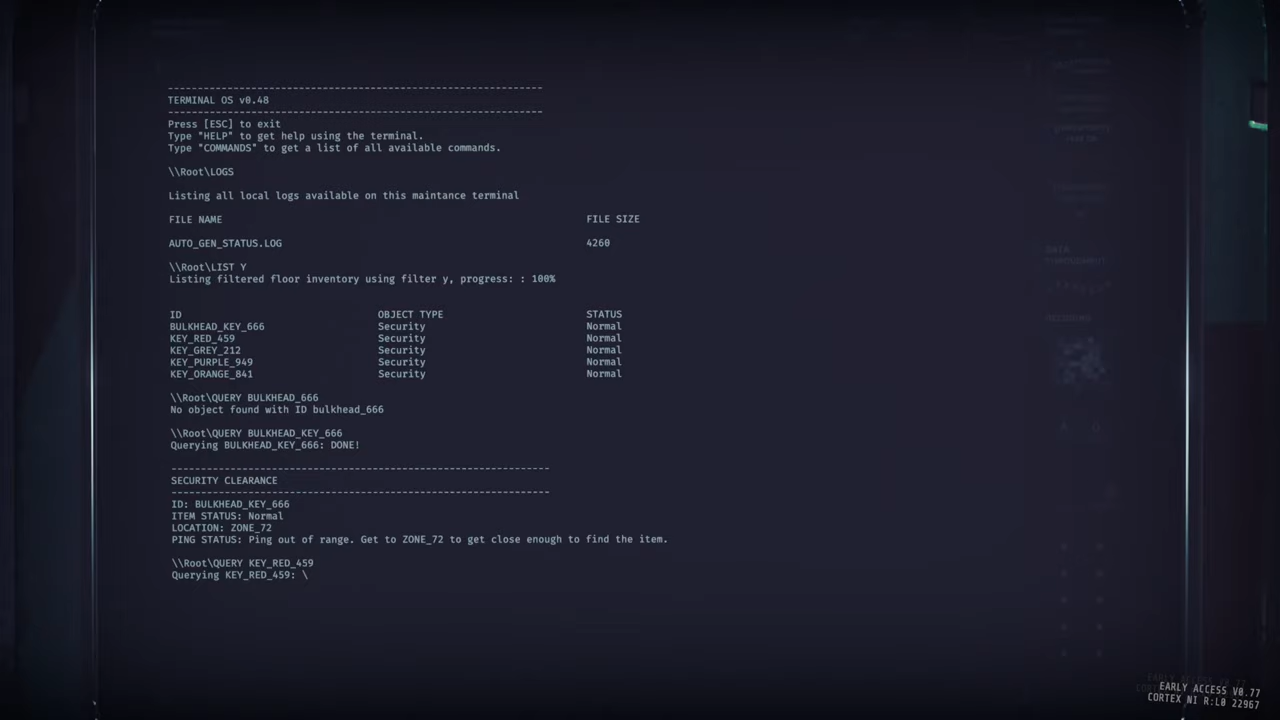 --------------------------------------------------------------
TERMINAL OS v0.48
--------------------------------------------------------------
Press [ESC] to exit
Type "HELP" to get help using the terminal.
Type "COMMANDS" to get a list of all available commands.
\\Root\LOGS
Listing all local logs available on this maintance terminal
FILE NAME FILE SIZE
AUTO_GEN_STATUS.LOG 4260
\\Root\LIST Y
Listing filtered floor inventory using filter y, progress: : 100%
ID OBJECT TYPE STATUS
BULKHEAD_KEY_666 Security Normal
KEY_RED_459 Security Normal
KEY_GREY_212 Security Normal
KEY_PURPLE_949 Security Normal
KEY_ORANGE_841 Security Normal
\\Root\QUERY BULKHEAD_666
No object found with ID bulkhead_666
\\Root\QUERY BULKHEAD_KEY_666
Querying BULKHEAD_KEY_666: DONE!
--------------------------------------------------------------
SECURITY CLEARANCE
--------------------------------------------------------------
ID: BULKHEAD_KEY_666
ITEM STATUS: Normal
LOCATION: ZONE_72
PING STATUS: Ping out of range. Get to ZONE_72 to get close enough to find the item.
\\Root\QUERY KEY_RED_459
Querying KEY_RED_459: \
EARLY ACCESS V0.77
CORTEX NI R:L0 22967